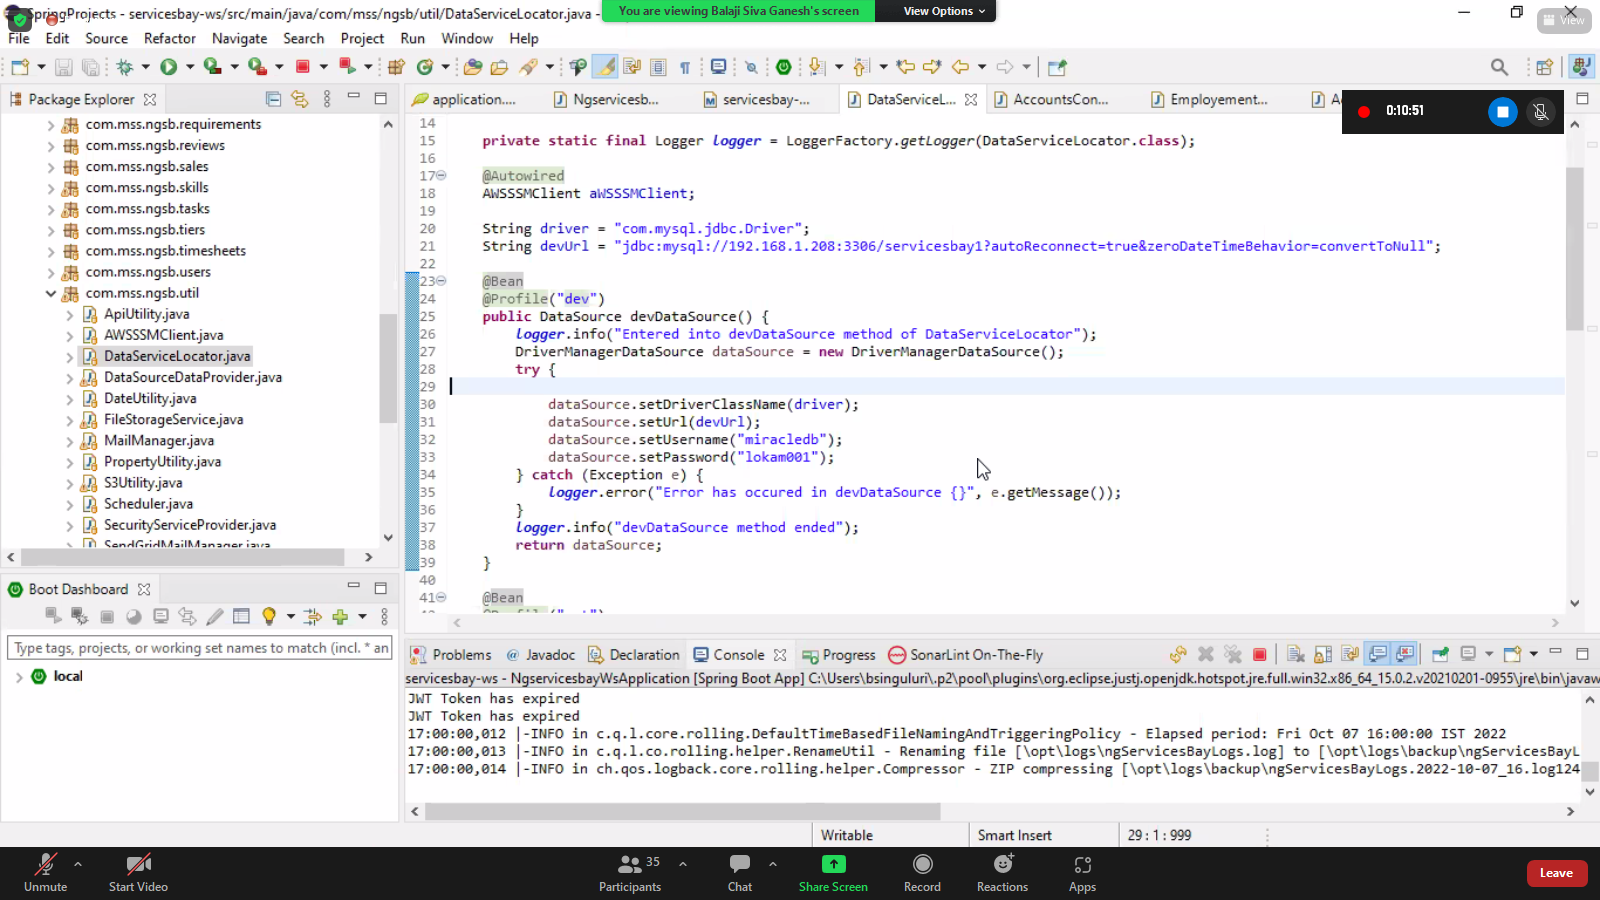 SpringProjects - servicesbay-ws/src/main/java/com/mss/ngsb/util/DataServiceLocator.java -
You are viewing Balaji Siva Ganesh's screen
View Options
View
File Edit Source Refactor Navigate Search Project Run Window Help
Package Explorer
com.mss.ngsb.requirements
com.mss.ngsb.reviews
com.mss.ngsb.sales
com.mss.ngsb.skills
com.mss.ngsb.tasks
com.mss.ngsb.tiers
com.mss.ngsb.timesheets
com.mss.ngsb.users
com.mss.ngsb.util
ApiUtility.java
AWSSSMClient.java
DataServiceLocator.java
DataSourceDataProvider.java
DateUtility.java
FileStorageService.java
MailManager.java
PropertyUtility.java
S3Utility.java
Scheduler.java
SecurityServiceProvider.java
SendGridMailManager.java
Boot Dashboard
Type tags, projects, or working set names to match (incl. * an
local
application....
Ngservicesb...
servicesbay-...
DataServiceL...
AccountsCon...
Employement...
0:10:51
14
15 private static final Logger logger = LoggerFactory.getLogger(DataServiceLocator.class);
16
17 @Autowired
18 AWSSSMClient aWSSSMClient;
19
20 String driver = "com.mysql.jdbc.Driver";
21 String devUrl = "jdbc:mysql://192.168.1.208:3306/servicesbay1?autoReconnect=true&zeroDateTimeBehavior=convertToNull";
22
23 @Bean
24 @Profile("dev")
25 public DataSource devDataSource() {
26 logger.info("Entered into devDataSource method of DataServiceLocator");
27 DriverManagerDataSource dataSource = new DriverManagerDataSource();
28 try {
29
30 dataSource.setDriverClassName(driver);
31 dataSource.setUrl(devUrl);
32 dataSource.setUsername("miracledb");
33 dataSource.setPassword("lokam001");
34 } catch (Exception e) {
35 logger.error("Error has occured in devDataSource {}", e.getMessage());
36 }
37 logger.info("devDataSource method ended");
38 return dataSource;
39 }
40
41 @Bean
Problems
Javadoc
Declaration
Console
Progress
SonarLint On-The-Fly
servicesbay-ws - NgservicesbayWsApplication [Spring Boot App] C:\Users\bsinguluri\.p2\pool\plugins\org.eclipse.justj.openjdk.hotspot.jre.full.win32.x86_64_15.0.2.v20210201-0955\jre\bin\javaw
JWT Token has expired
JWT Token has expired
17:00:00,012 |-INFO in c.q.l.core.rolling.DefaultTimeBasedFileNamingAndTriggeringPolicy - Elapsed period: Fri Oct 07 16:00:00 IST 2022
17:00:00,013 |-INFO in c.q.l.co.rolling.helper.RenameUtil - Renaming file [\opt\logs\ngServicesBayLogs.log] to [\opt\logs\backup\ngServicesBayL
17:00:00,014 |-INFO in ch.qos.logback.core.rolling.helper.Compressor - ZIP compressing [\opt\logs\backup\ngServicesBayLogs.2022-10-07_16.log124
Writable
Smart Insert
29 : 1 : 999
Unmute
Start Video
35
Participants
Chat
Share Screen
Record
Reactions
Apps
Leave